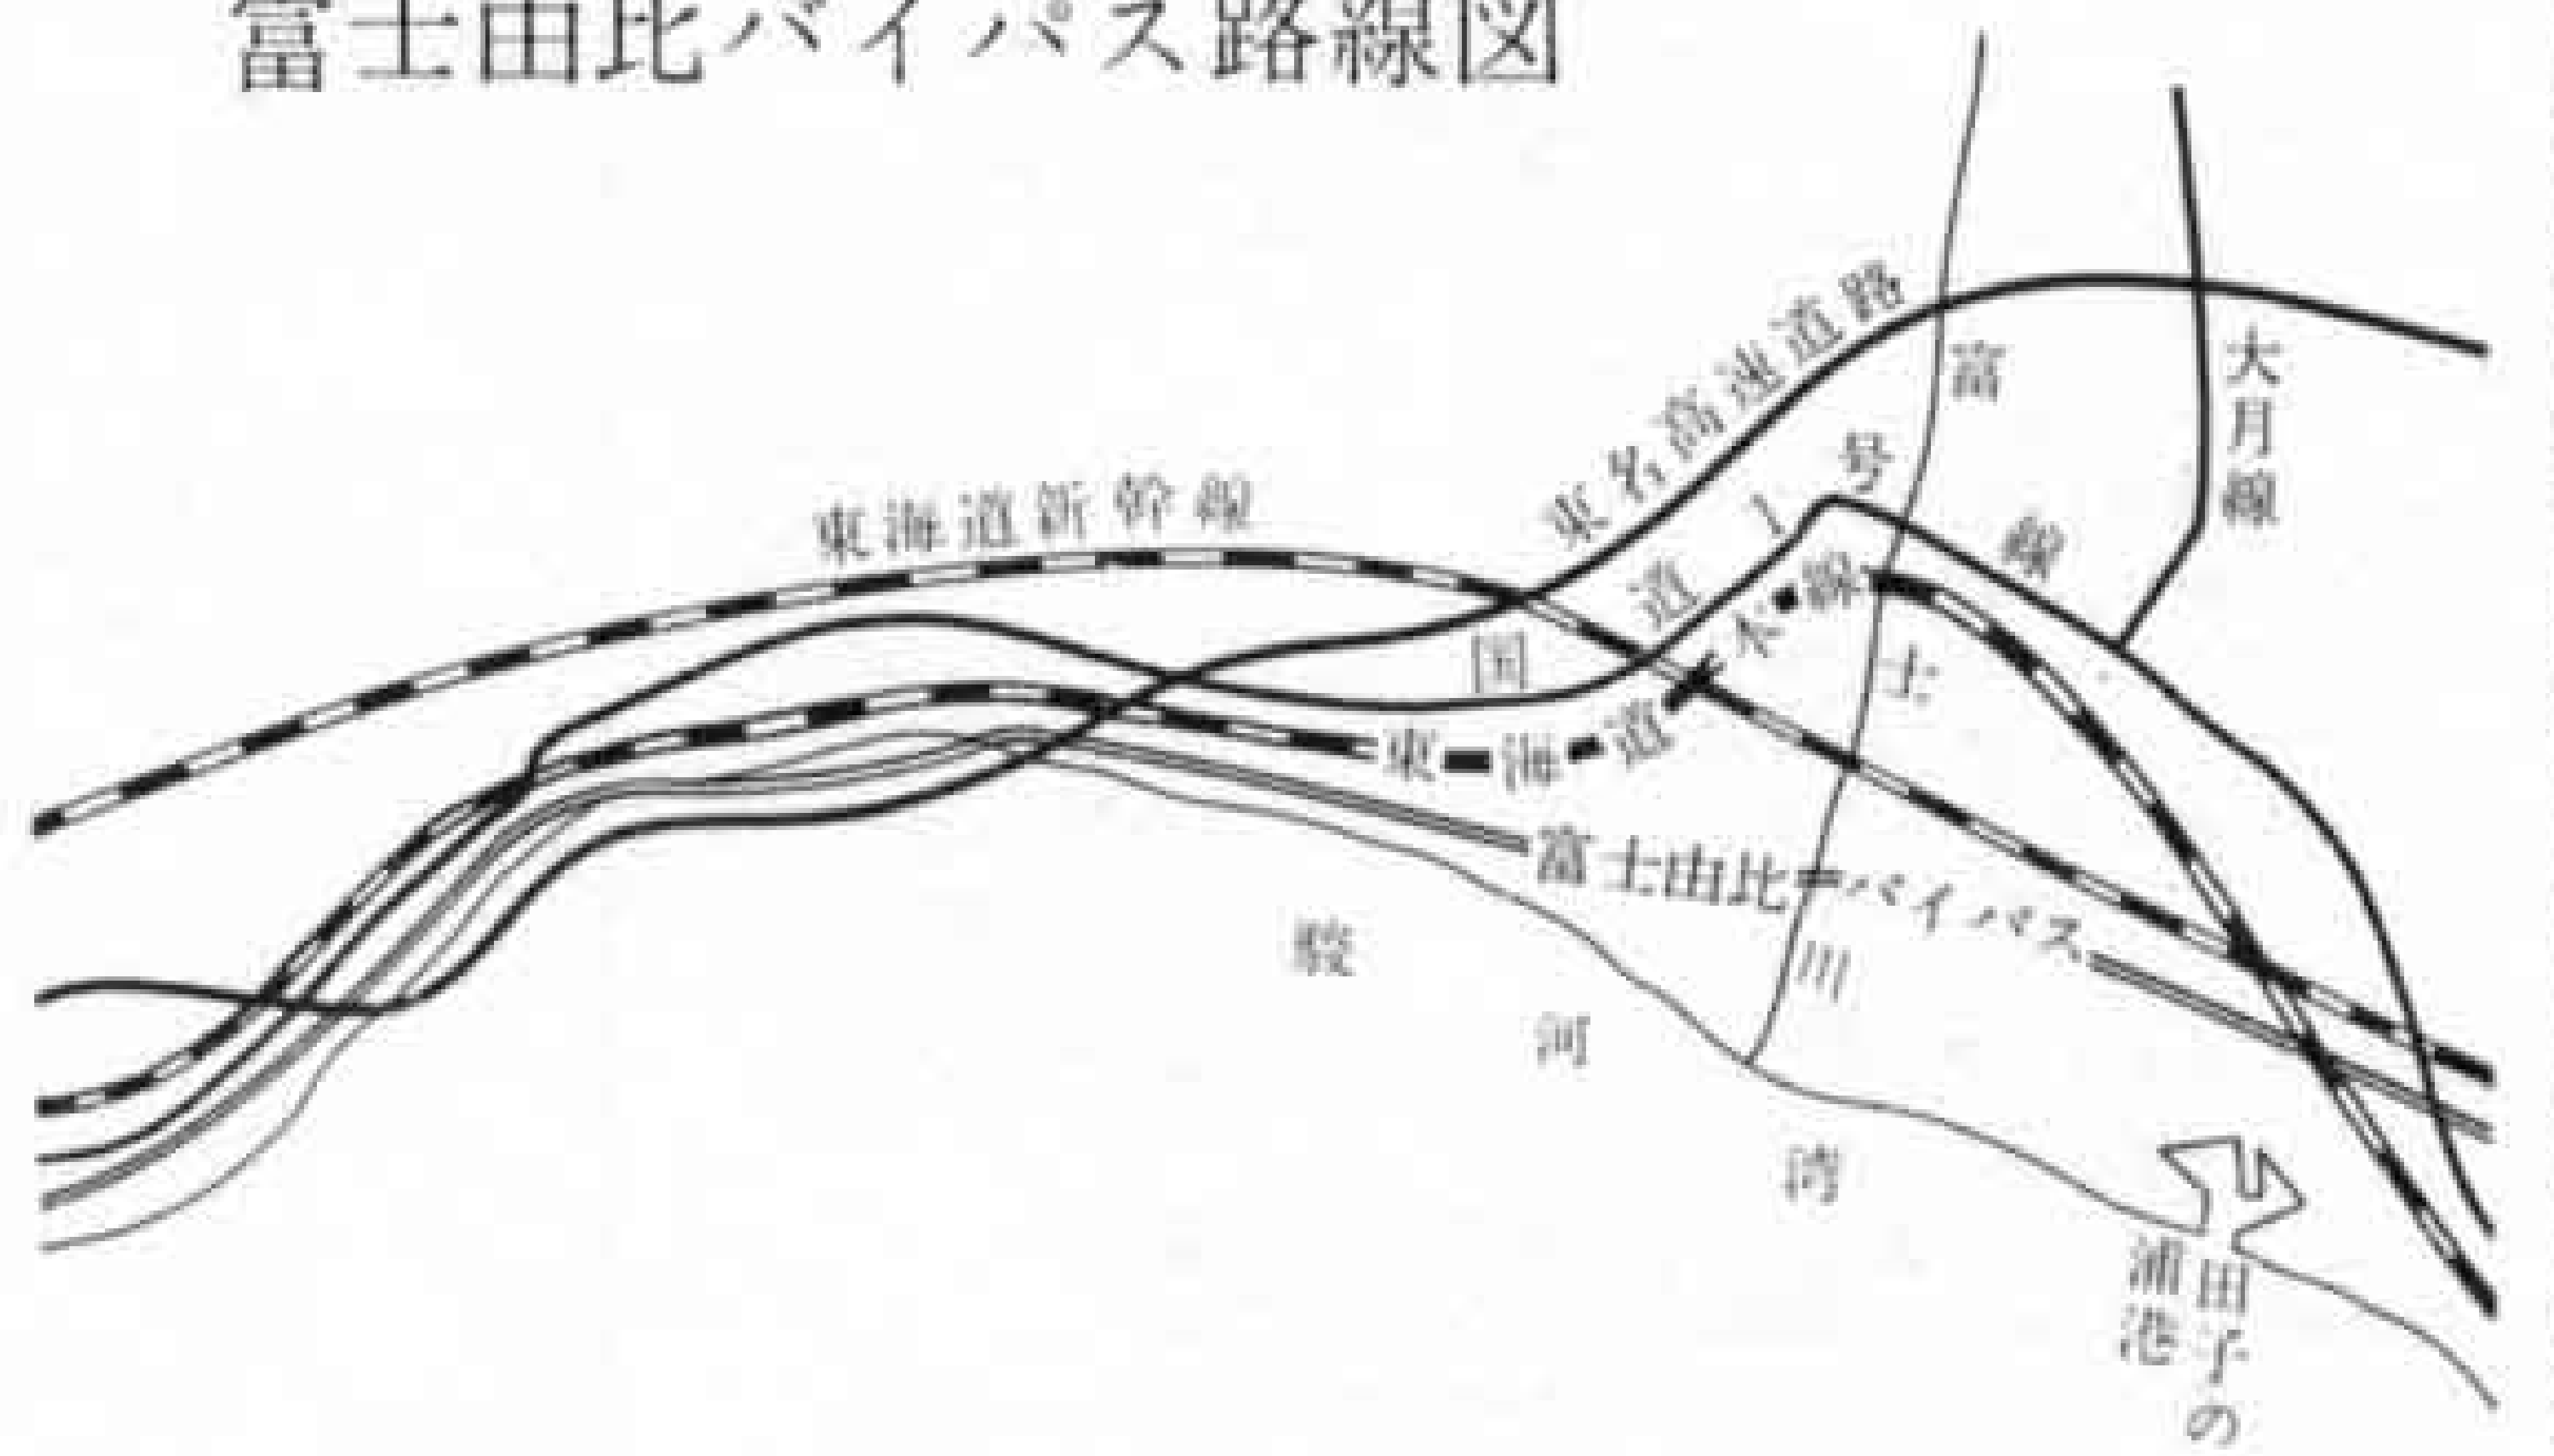 富士由比バイパス路線図
東名高速道路
大月線
東海道新幹線
国道1号線
東海道本線
富士川
富士由比バイパス
駿河湾
田子の
浦港